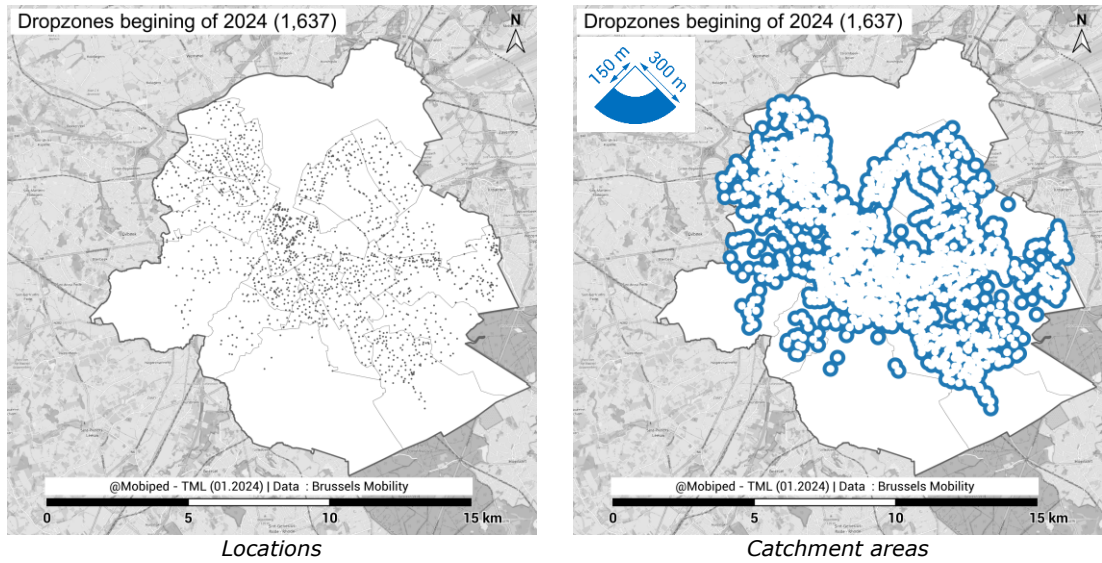 Dropzones begining of 2024 (1,637)
N
@Mobiped - TML (01.2024) | Data : Brussels Mobility
0 5 10 15 km
Locations
Dropzones begining of 2024 (1,637)
N
150 m
300 m
@Mobiped - TML (01.2024) | Data : Brussels Mobility
0 5 10 15 km
Catchment areas